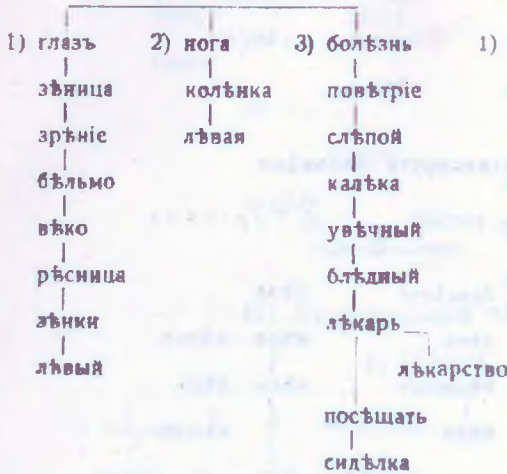 1) глазъ 2) нога 3) болѣзнь 1)
зѣница колѣнка повѣтріе
зрѣніе лѣвая слѣпой
бѣльмо калѣка
вѣко увѣчный
рѣсница блѣдный
зѣнки лѣкарь
лѣвый лѣкарство
посѣщать
сидѣлка